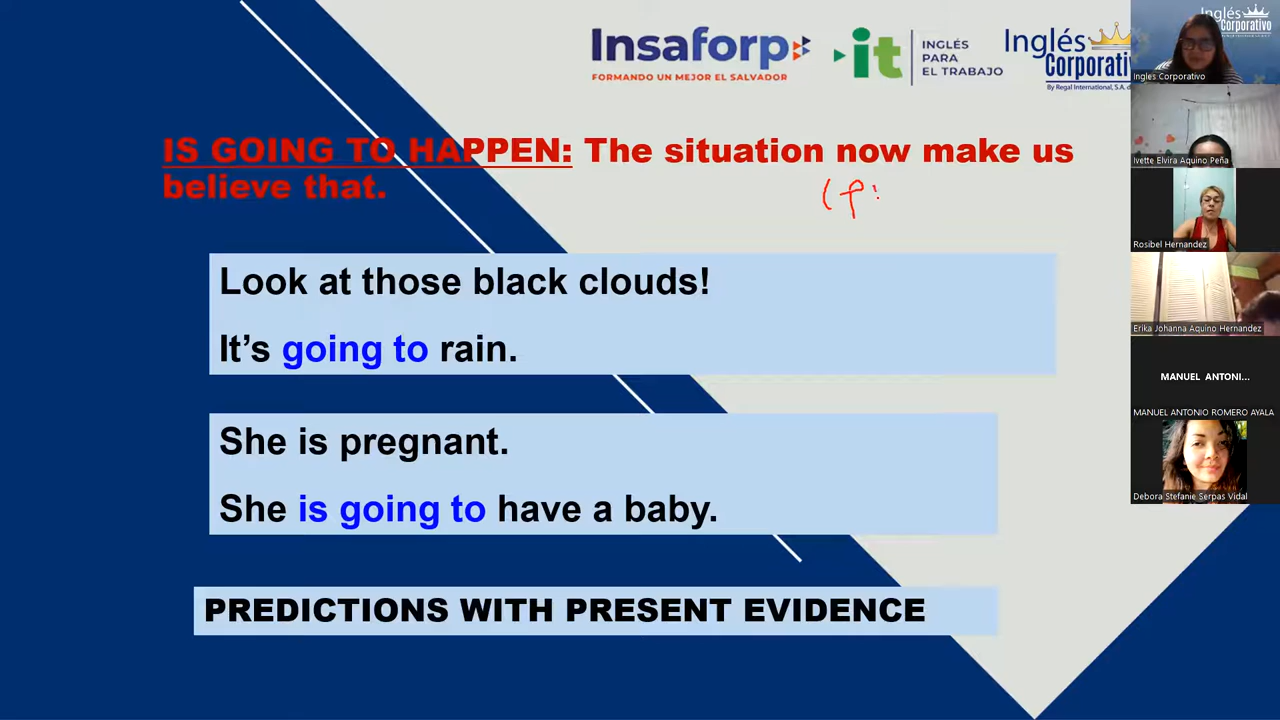 Insaforp
FORMANDO UN MEJOR EL SALVADOR
it
INGLÉS
PARA
EL TRABAJO
Inglés
Corporativ
By Regal International, S.A. d
IS GOING TO HAPPEN: The situation now make us
believe that.
Look at those black clouds!
It's going to rain.
She is pregnant.
She is going to have a baby.
PREDICTIONS WITH PRESENT EVIDENCE
Inglés
Corporativo
Ingles Corporativo
Ivette Elvira Aquino Peña
Rosibel Hernandez
Erika Johanna Aquino Hernandez
MANUEL ANTONI...
MANUEL ANTONIO ROMERO AYALA
Debora Stefanie Serpas Vidal